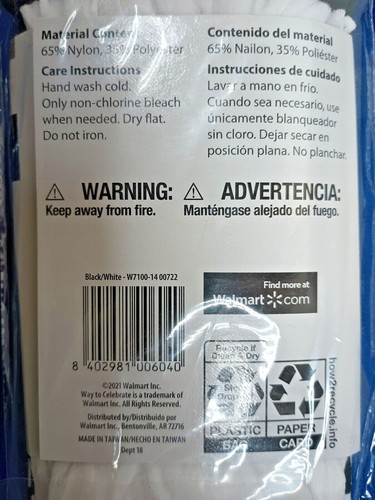 Material Content
65% Nylon, 35% Polyester
Care Instructions
Hand wash cold.
Only non-chlorine bleach
when needed. Dry flat.
Do not iron.
Contenido del material
65% Nailon, 35% Poliéster
Instrucciones de cuidado
Lavar a mano en frio.
Cuando sea necesario, use
únicamente blanqueador
sin cloro. Dejar secar en
posición plana. No planchar.
WARNING:
Keep away from fire.
ADVERTENCIA:
Manténgase alejado del fuego.
Black/White - W7100-14 00722
8 402981 006040
©2021 Walmart Inc.
Way to Celebrate is a trademark of
Walmart Inc. All Rights Reserved.
Distributed by/Distribuido por
Walmart Inc., Bentonville, AR 72716
MADE IN TAIWAN/HECHO EN TAIWAN
Dept 18
Find more at
Walmart.com
Recycle If
Clean & Dry
Store
Drop-off
PLASTIC
BAG
PAPER
CARD
how2recycle.info